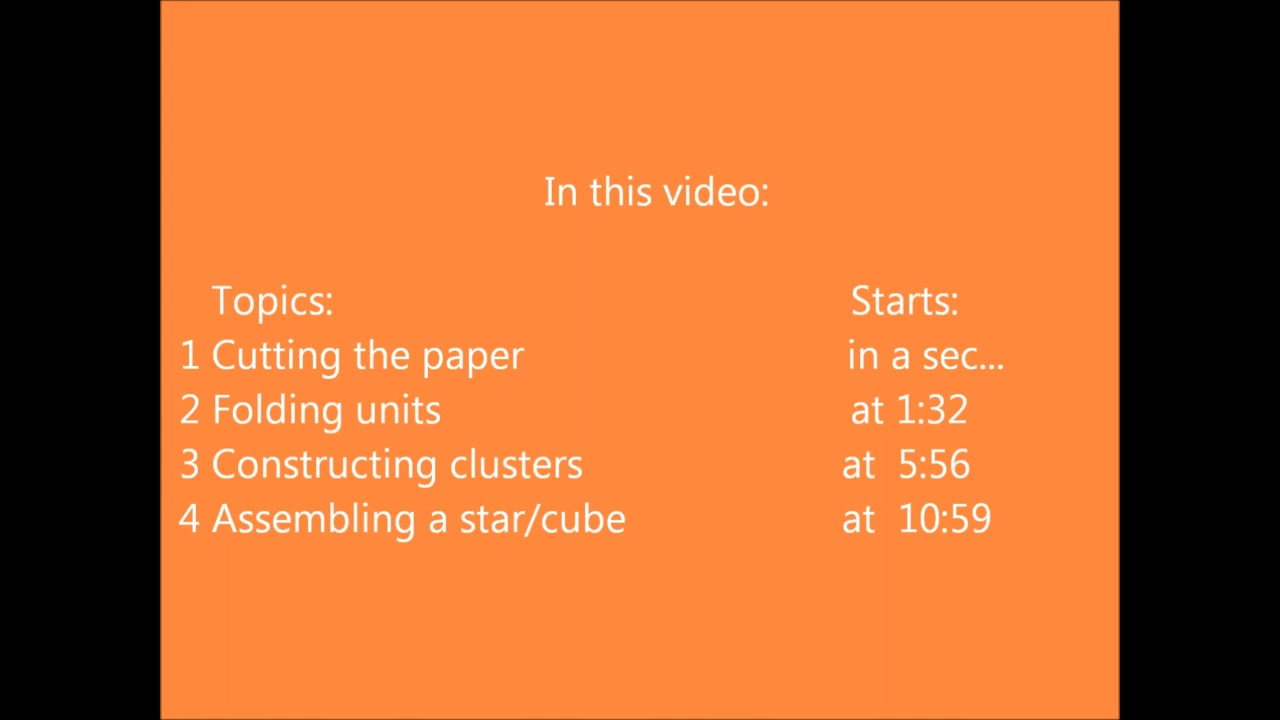 In this video:
Topics: Starts:
1 Cutting the paper in a sec...
2 Folding units at 1:32
3 Constructing clusters at 5:56
4 Assembling a star/cube at 10:59